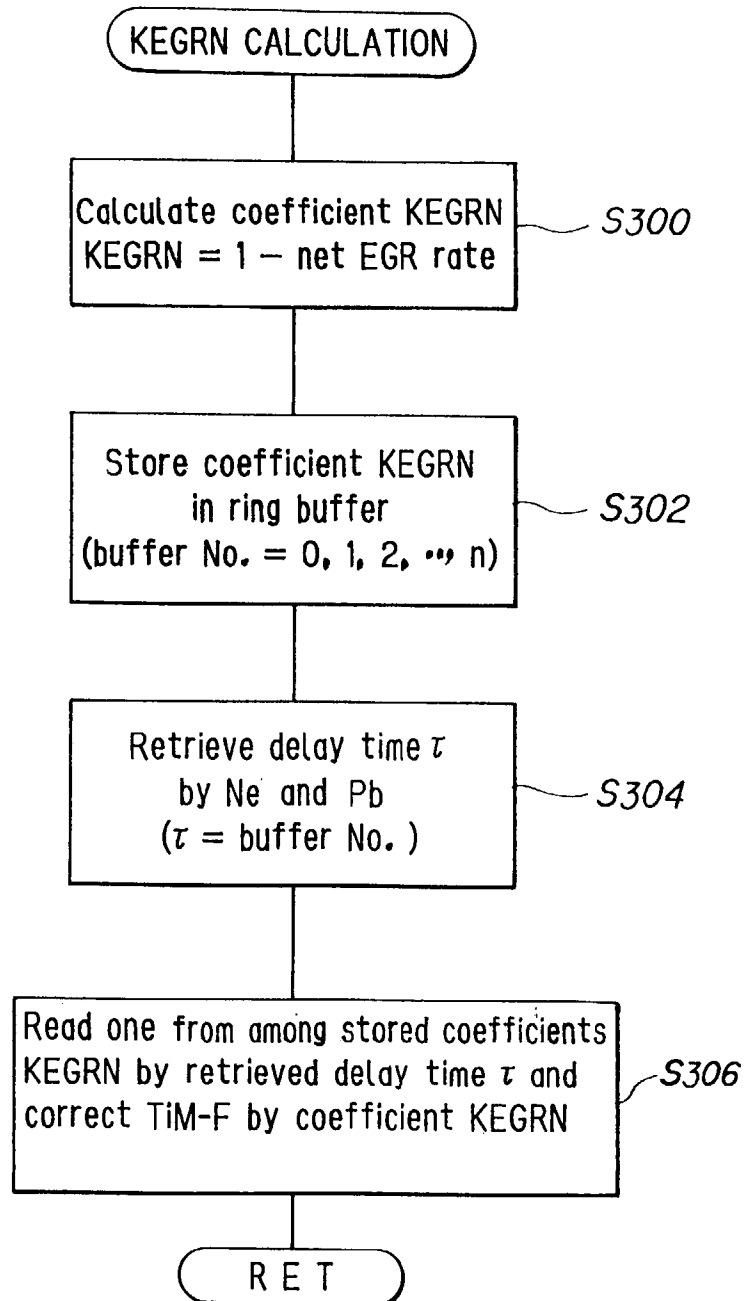 KEGRN CALCULATION
Calculate coefficient KEGRN
KEGRN = 1 – net EGR rate
S300
Store coefficient KEGRN
in ring buffer
(buffer No. = 0, 1, 2, ··, n)
S302
Retrieve delay time τ
by Ne and Pb
(τ = buffer No. )
S304
Read one from among stored coefficients
KEGRN by retrieved delay time τ and
correct TiM-F by coefficient KEGRN
S306
RET